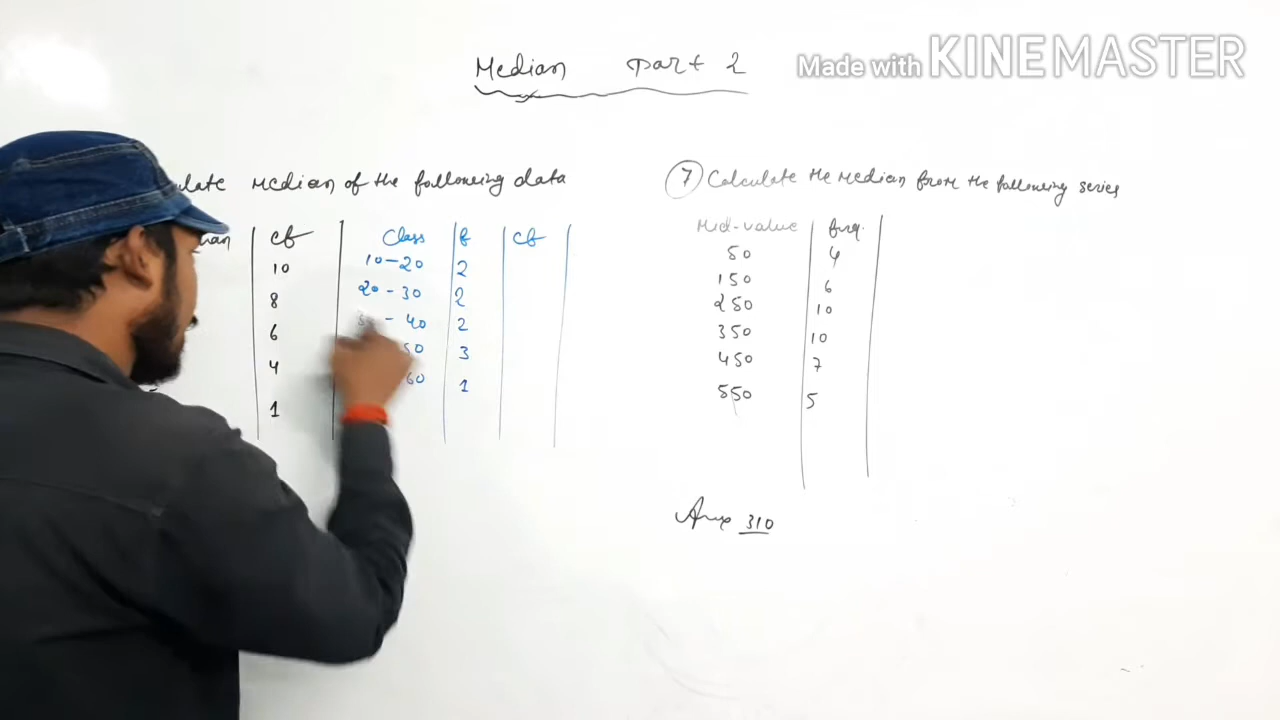 Median Part 2
Made with KINEMASTER
Median of the following data
cf
10
8
6
4
1
Class f cf
10-20 2
20-30 2
- 40 2
50 3
60 1
7 Calculate the Median from the following series
Mid-value freq.
50 4
150 6
250 10
350 10
450 7
550 5
310